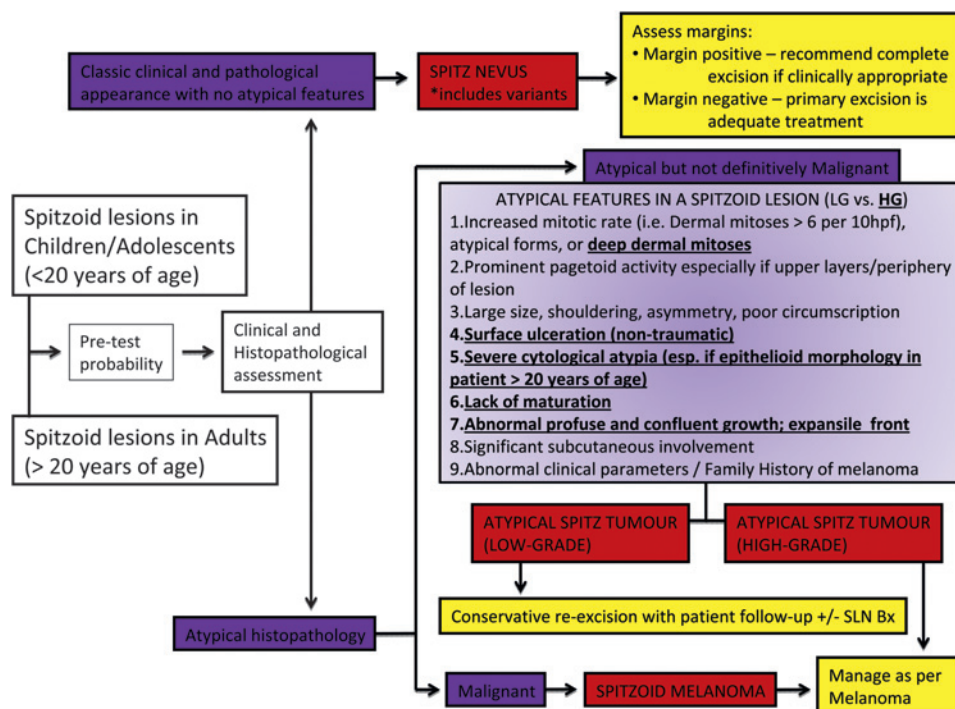 Classic clinical and pathological
appearance with no atypical features
SPITZ NEVUS
*includes variants
Assess margins:
• Margin positive – recommend complete
excision if clinically appropriate
• Margin negative – primary excision is
adequate treatment
Spitzoid lesions in
Children/Adolescents
(<20 years of age)
Pre-test
probability
Clinical and
Histopathological
assessment
Spitzoid lesions in Adults
(> 20 years of age)
Atypical but not definitively Malignant
ATYPICAL FEATURES IN A SPITZOID LESION (LG vs. HG)
1.Increased mitotic rate (i.e. Dermal mitoses > 6 per 10hpf),
atypical forms, or deep dermal mitoses
2.Prominent pagetoid activity especially if upper layers/periphery
of lesion
3.Large size, shouldering, asymmetry, poor circumscription
4.Surface ulceration (non-traumatic)
5.Severe cytological atypia (esp. if epithelioid morphology in
patient > 20 years of age)
6.Lack of maturation
7.Abnormal profuse and confluent growth; expansile front
8.Significant subcutaneous involvement
9.Abnormal clinical parameters / Family History of melanoma
ATYPICAL SPITZ TUMOUR
(LOW-GRADE)
ATYPICAL SPITZ TUMOUR
(HIGH-GRADE)
Conservative re-excision with patient follow-up +/- SLN Bx
Atypical histopathology
Malignant
SPITZOID MELANOMA
Manage as per
Melanoma